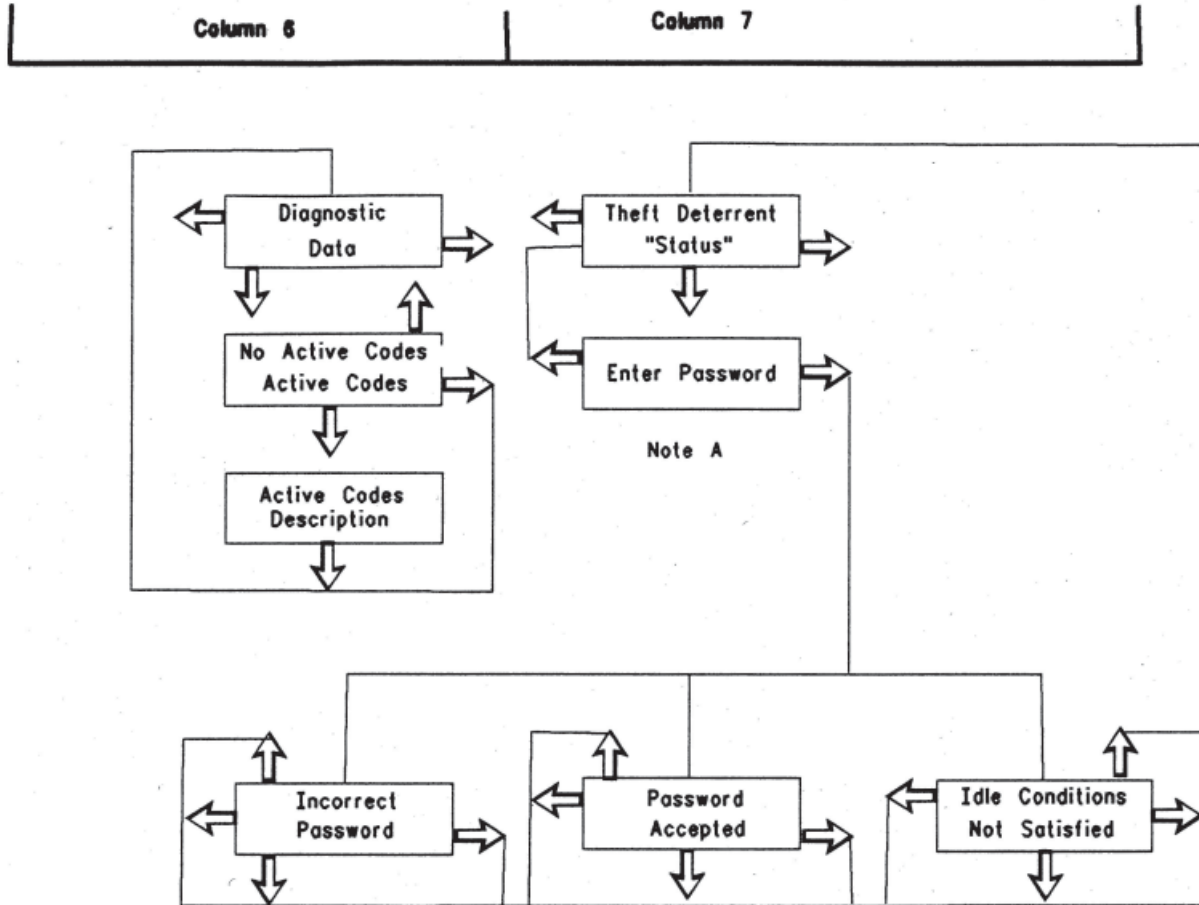 Column 6
Column 7
Diagnostic
Data
Theft Deterrent
"Status"
No Active Codes
Active Codes
Enter Password
Note A
Active Codes
Description
Incorrect
Password
Password
Accepted
Idle Conditions
Not Satisfied